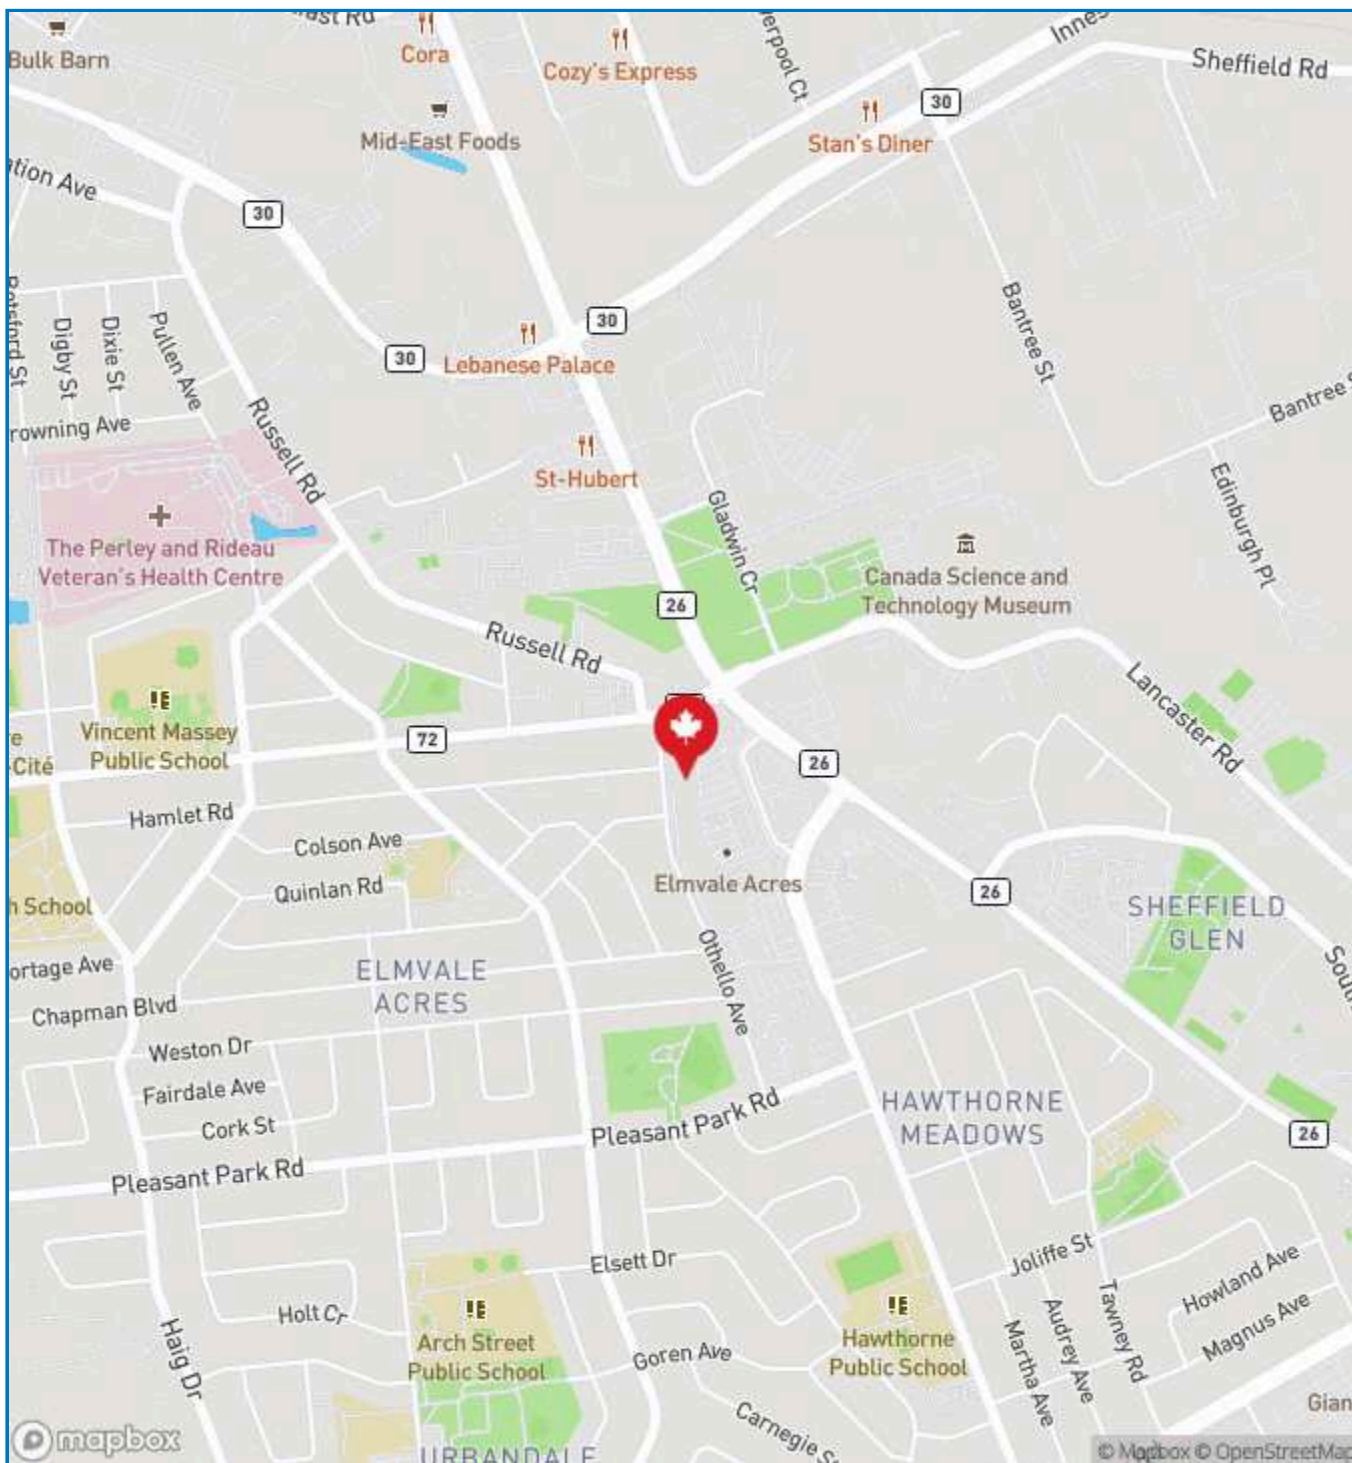 Bulk Barn
Cora
Cozy's Express
Sheffield Rd
30
Mid-East Foods
Stan's Diner
30
30
30
Lebanese Palace
Bantree St
Digby St
Dixie St
Pullen Ave
Russell Rd
St-Hubert
Gladwin Cr
Edinburgh Pl
The Perley and Rideau
Veteran's Health Centre
Canada Science and
Technology Museum
26
Russell Rd
Lancaster Rd
Vincent Massey
Public School
72
26
Cité
Hamlet Rd
Colson Ave
Quinlan Rd
Elmvale Acres
26
School
SHEFFIELD
GLEN
Othello Ave
ELMVALE
ACRES
Chapman Blvd
Weston Dr
Fairdale Ave
Cork St
Pleasant Park Rd
HAWTHORNE
MEADOWS
26
Pleasant Park Rd
Joliffe St
Elsett Dr
Howland Ave
Holt Cr
Tawney Rd
Magnus Ave
Audrey Ave
Martha Ave
Haig Dr
Arch Street
Public School
Goren Ave
Hawthorne
Public School
Carnegie
URBANDALE
mapbox
© Mapbox © OpenStreetMap